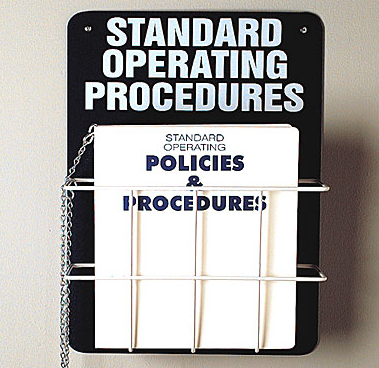 STANDARD
OPERATING
PROCEDURES
STANDARD
OPERATING
POLICIES
&
PROCEDURES